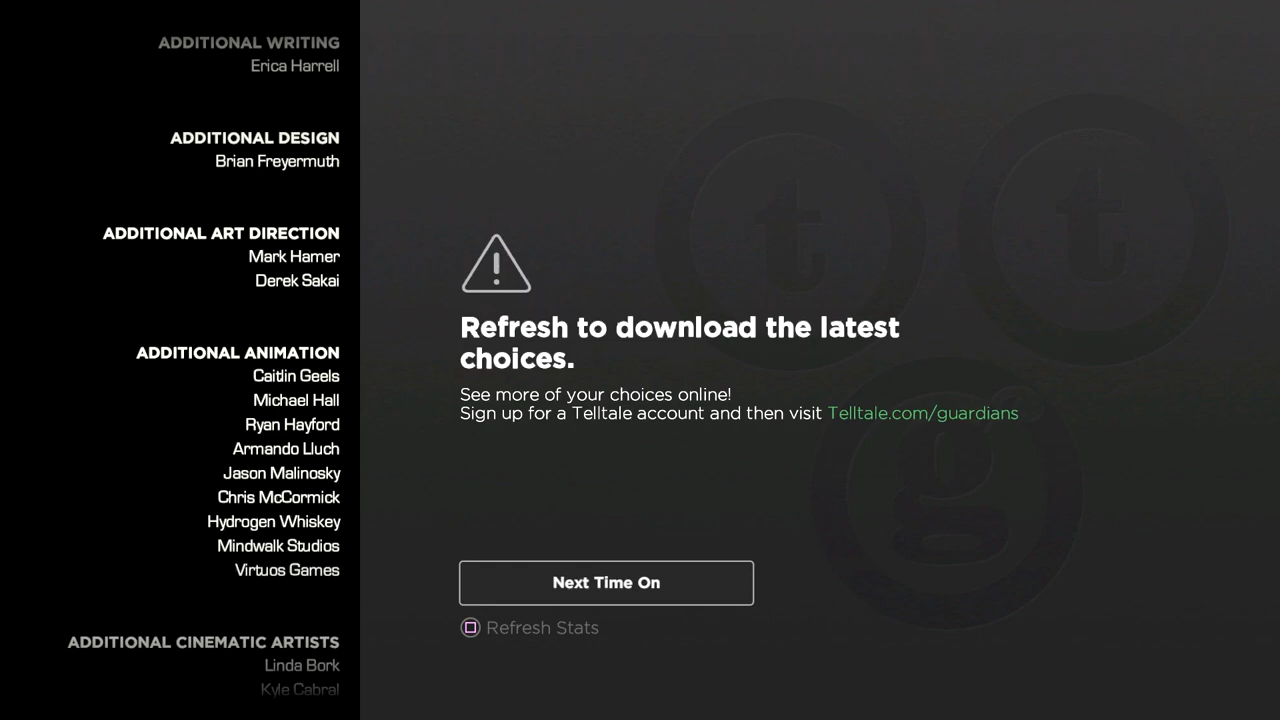 ADDITIONAL WRITING
Erica Harrell
ADDITIONAL DESIGN
Brian Freyermuth
ADDITIONAL ART DIRECTION
Mark Hamer
Derek Sakai
ADDITIONAL ANIMATION
Caitlin Geels
Michael Hall
Ryan Hayford
Armando Lluch
Jason Malinosky
Chris McCormick
Hydrogen Whiskey
Mindwalk Studios
Virtuos Games
ADDITIONAL CINEMATIC ARTISTS
Linda Bork
Kyle Cabral
t t
g
Refresh to download the latest
choices.
See more of your choices online!
Sign up for a Telltale account and then visit Telltale.com/guardians
Next Time On
Refresh Stats